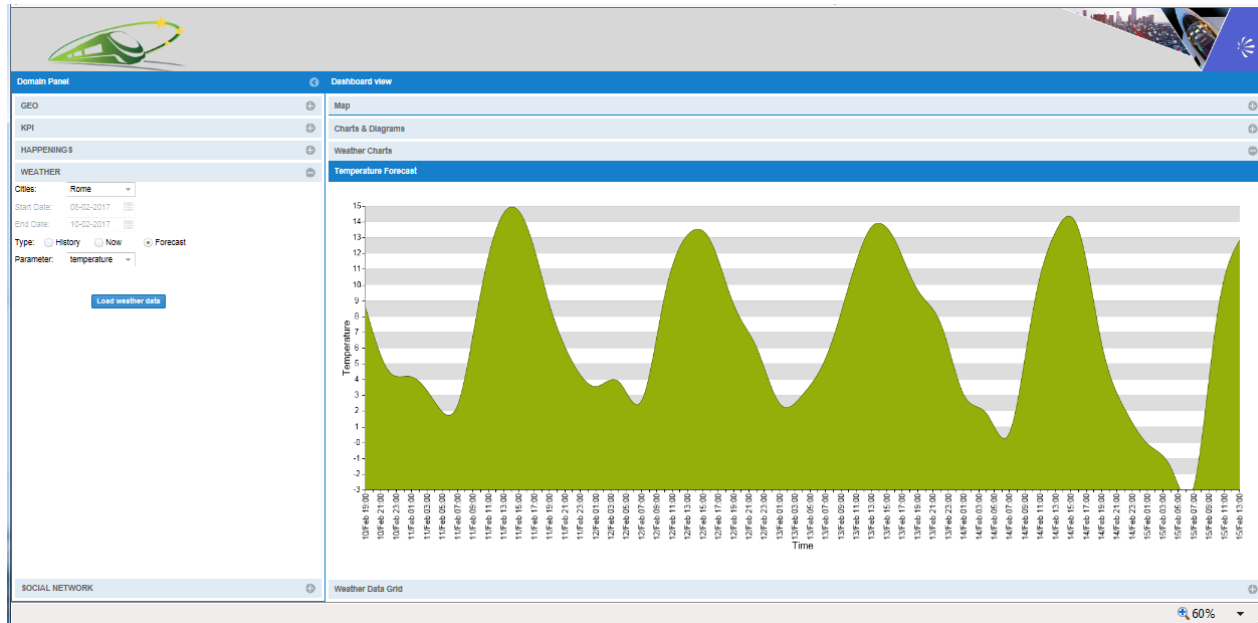 Domain Panel
Dashboard view
GEO
KPI
HAPPENINGS
WEATHER
Cities: Rome
Start Date: 05-02-2017
End Date: 10-02-2017
Type: History Now Forecast
Parameter: temperature
Load weather data
SOCIAL NETWORK
Map
Charts & Diagrams
Weather Charts
Temperature Forecast
Temperature
15
14
13
12
11
10
9
8
7
6
5
4
3
2
1
-0
-1
-2
-3
10/Feb 19:00
10/Feb 21:00
10/Feb 23:00
11/Feb 01:00
11/Feb 03:00
11/Feb 05:00
11/Feb 07:00
11/Feb 09:00
11/Feb 11:00
11/Feb 13:00
11/Feb 15:00
11/Feb 17:00
11/Feb 19:00
11/Feb 21:00
11/Feb 23:00
12/Feb 01:00
12/Feb 03:00
12/Feb 05:00
12/Feb 07:00
12/Feb 09:00
12/Feb 11:00
12/Feb 13:00
12/Feb 15:00
12/Feb 17:00
12/Feb 19:00
12/Feb 21:00
12/Feb 23:00
13/Feb 01:00
13/Feb 03:00
13/Feb 05:00
13/Feb 07:00
13/Feb 09:00
13/Feb 11:00
13/Feb 13:00
13/Feb 15:00
13/Feb 17:00
13/Feb 19:00
13/Feb 21:00
13/Feb 23:00
14/Feb 01:00
14/Feb 03:00
14/Feb 05:00
14/Feb 07:00
14/Feb 09:00
14/Feb 11:00
14/Feb 13:00
14/Feb 15:00
14/Feb 17:00
14/Feb 19:00
14/Feb 21:00
14/Feb 23:00
15/Feb 01:00
15/Feb 03:00
15/Feb 05:00
15/Feb 07:00
15/Feb 09:00
15/Feb 11:00
15/Feb 13:00
Time
Weather Data Grid
60%